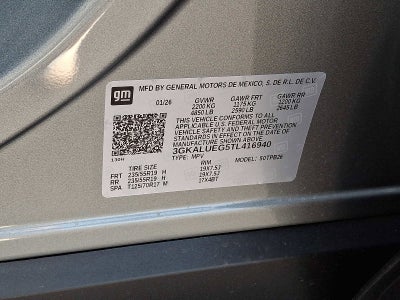 gm
MFD BY GENERAL MOTORS DE MEXICO, S. DE R.L. DE C.V.
01/26 GVWR GAWR FRT GAWR RR
2200 KG 1175 KG 1200 KG
4850 LB 2590 LB 2645 LB
THIS VEHICLE CONFORMS TO ALL
APPLICABLE U.S. FEDERAL MOTOR
VEHICLE SAFETY AND THEFT PREVENTION
STANDARDS IN EFFECT ON THE DATE OF
MANUFACTURE SHOWN ABOVE.
3GKALUEG5TL416940
TYPE: MPV MODEL:
TIRE SIZE RIM
FRT 235/55R19 H 19X7.5J
RR 235/55R19 H 19X7.5J
SPA T125/70R17 M 17X4BT